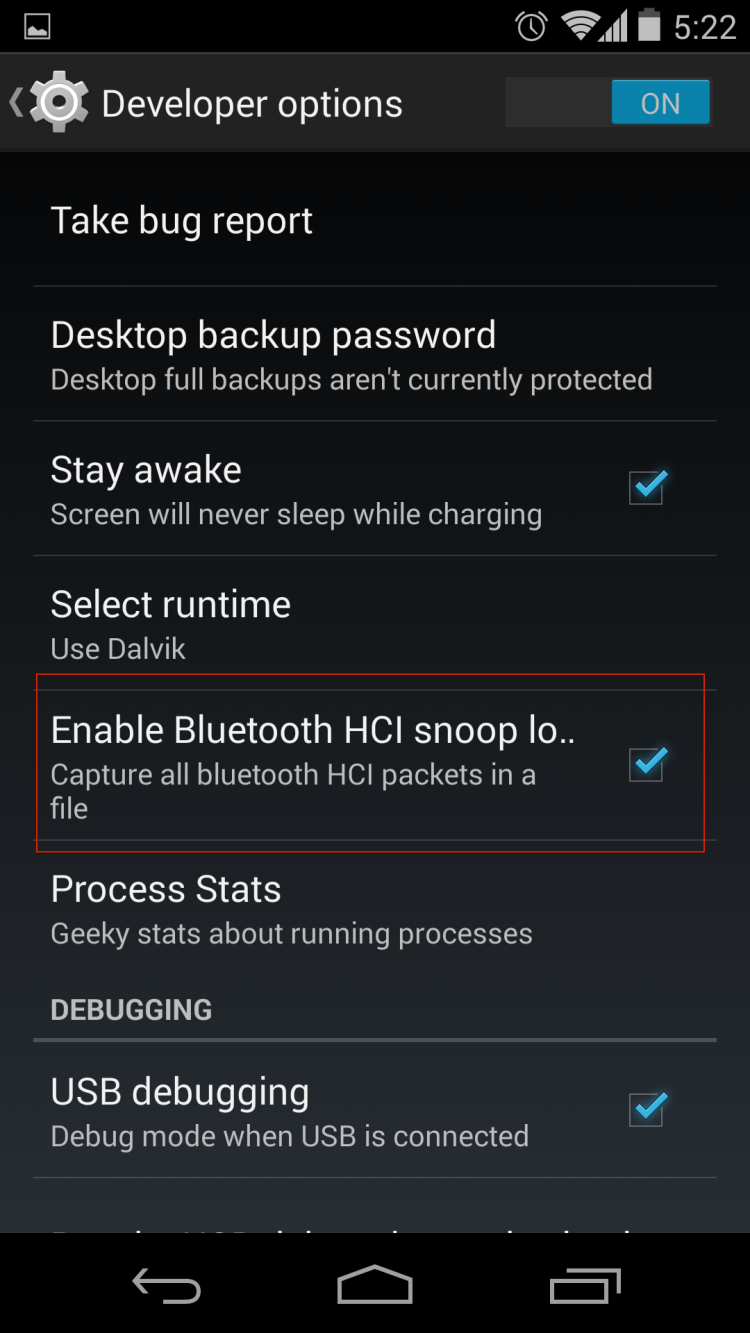 5:22
Developer options
ON
Take bug report
Desktop backup password
Desktop full backups aren't currently protected
Stay awake
Screen will never sleep while charging
Select runtime
Use Dalvik
Enable Bluetooth HCI snoop lo..
Capture all bluetooth HCI packets in a
file
Process Stats
Geeky stats about running processes
DEBUGGING
USB debugging
Debug mode when USB is connected